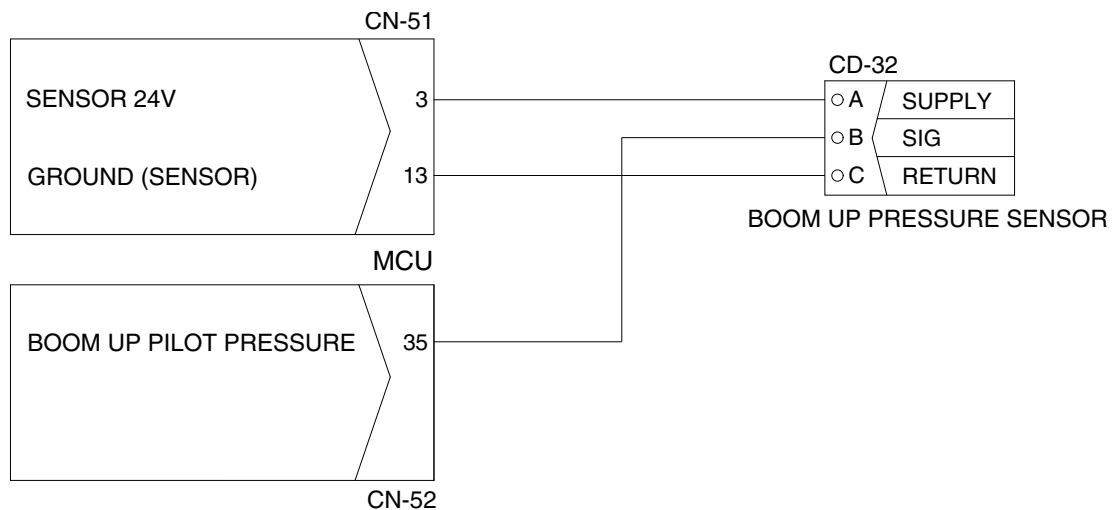 CN-51
SENSOR 24V 3
GROUND (SENSOR) 13
CD-32
A SUPPLY
B SIG
C RETURN
BOOM UP PRESSURE SENSOR
MCU
BOOM UP PILOT PRESSURE 35
CN-52